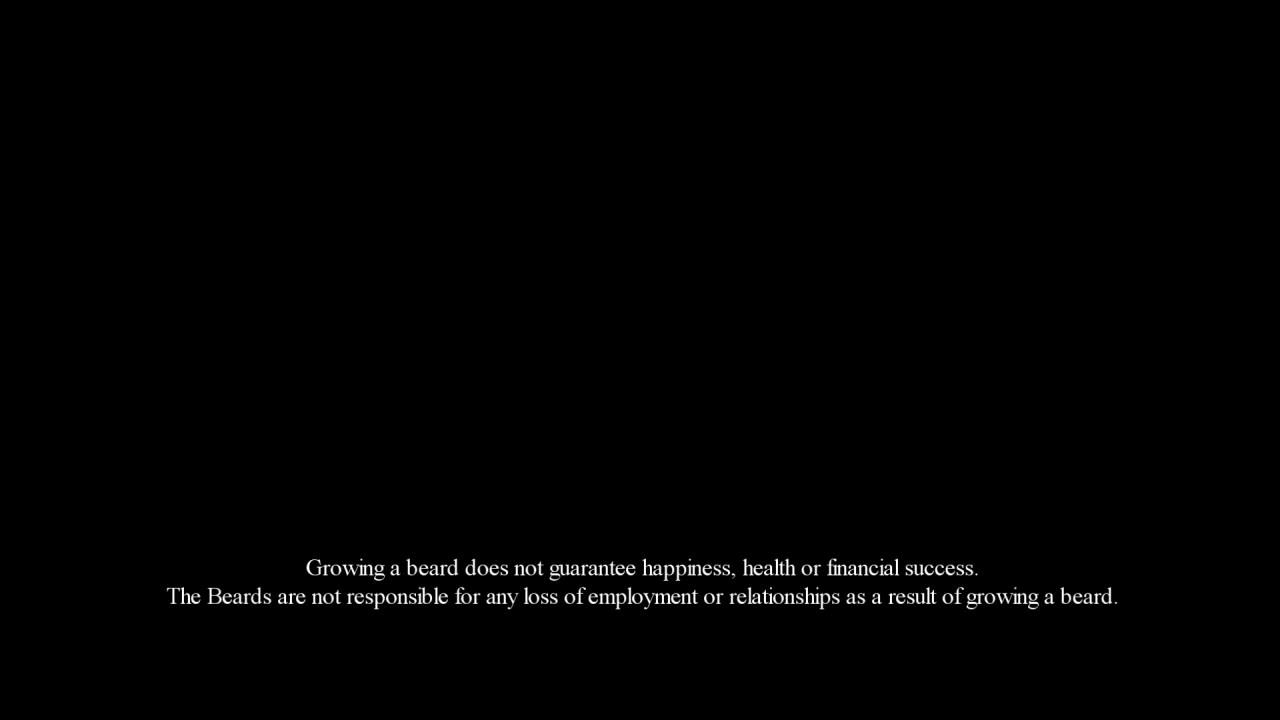 Growing a beard does not guarantee happiness, health or financial success.
The Beards are not responsible for any loss of employment or relationships as a result of growing a beard.